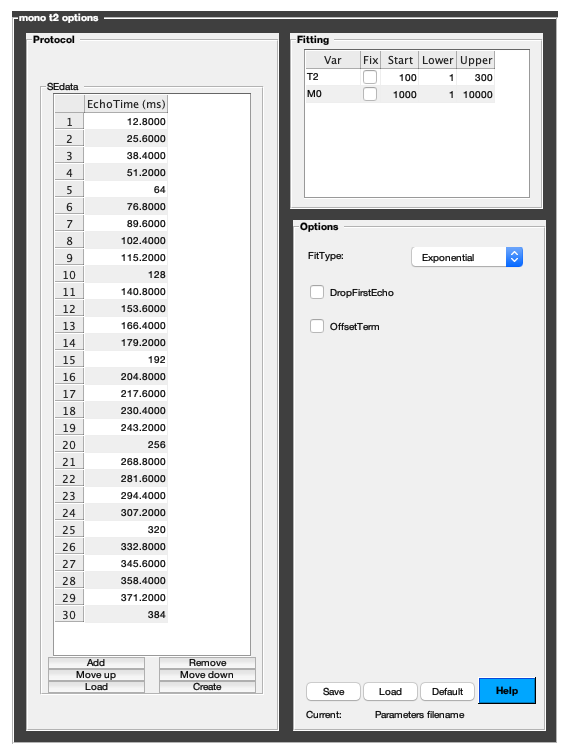 mono t2 options
Protocol
SEdata
EchoTime (ms)
1 12.8000
2 25.6000
3 38.4000
4 51.2000
5 64
6 76.8000
7 89.6000
8 102.4000
9 115.2000
10 128
11 140.8000
12 153.6000
13 166.4000
14 179.2000
15 192
16 204.8000
17 217.6000
18 230.4000
19 243.2000
20 256
21 268.8000
22 281.6000
23 294.4000
24 307.2000
25 320
26 332.8000
27 345.6000
28 358.4000
29 371.2000
30 384
Add Remove
Move up Move down
Load Create
Fitting
Var Fix Start Lower Upper
T2 100 1 300
M0 1000 1 10000
Options
FitType: Exponential
DropFirstEcho
OffsetTerm
Save Load Default Help
Current: Parameters filename